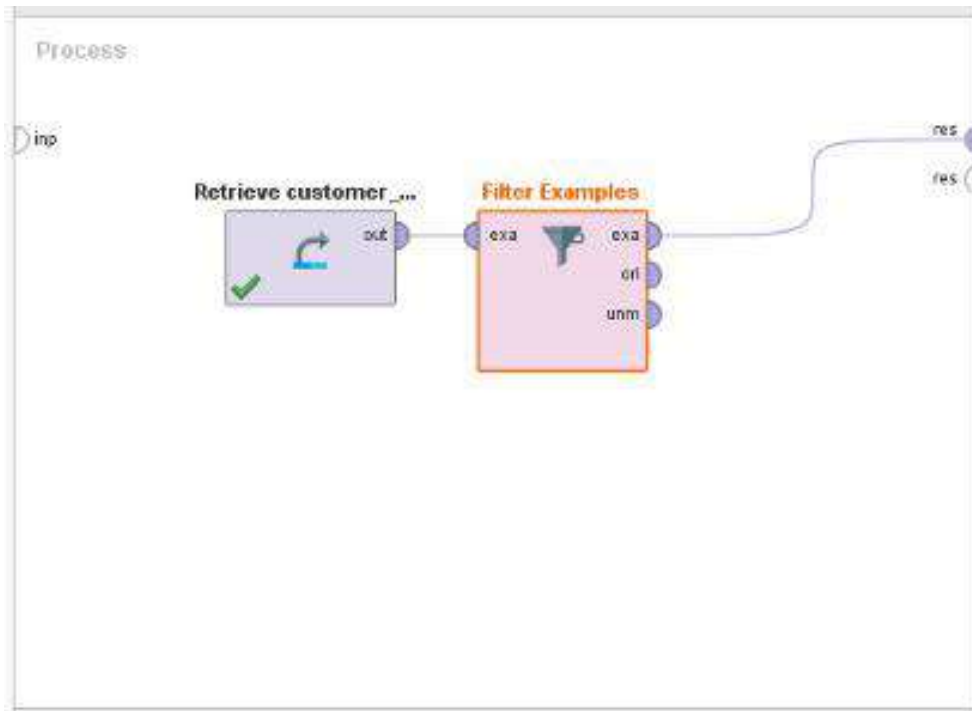 Process
inp
res
res
Retrieve customer_...
Filter Examples
out
exa
exa
ori
unm